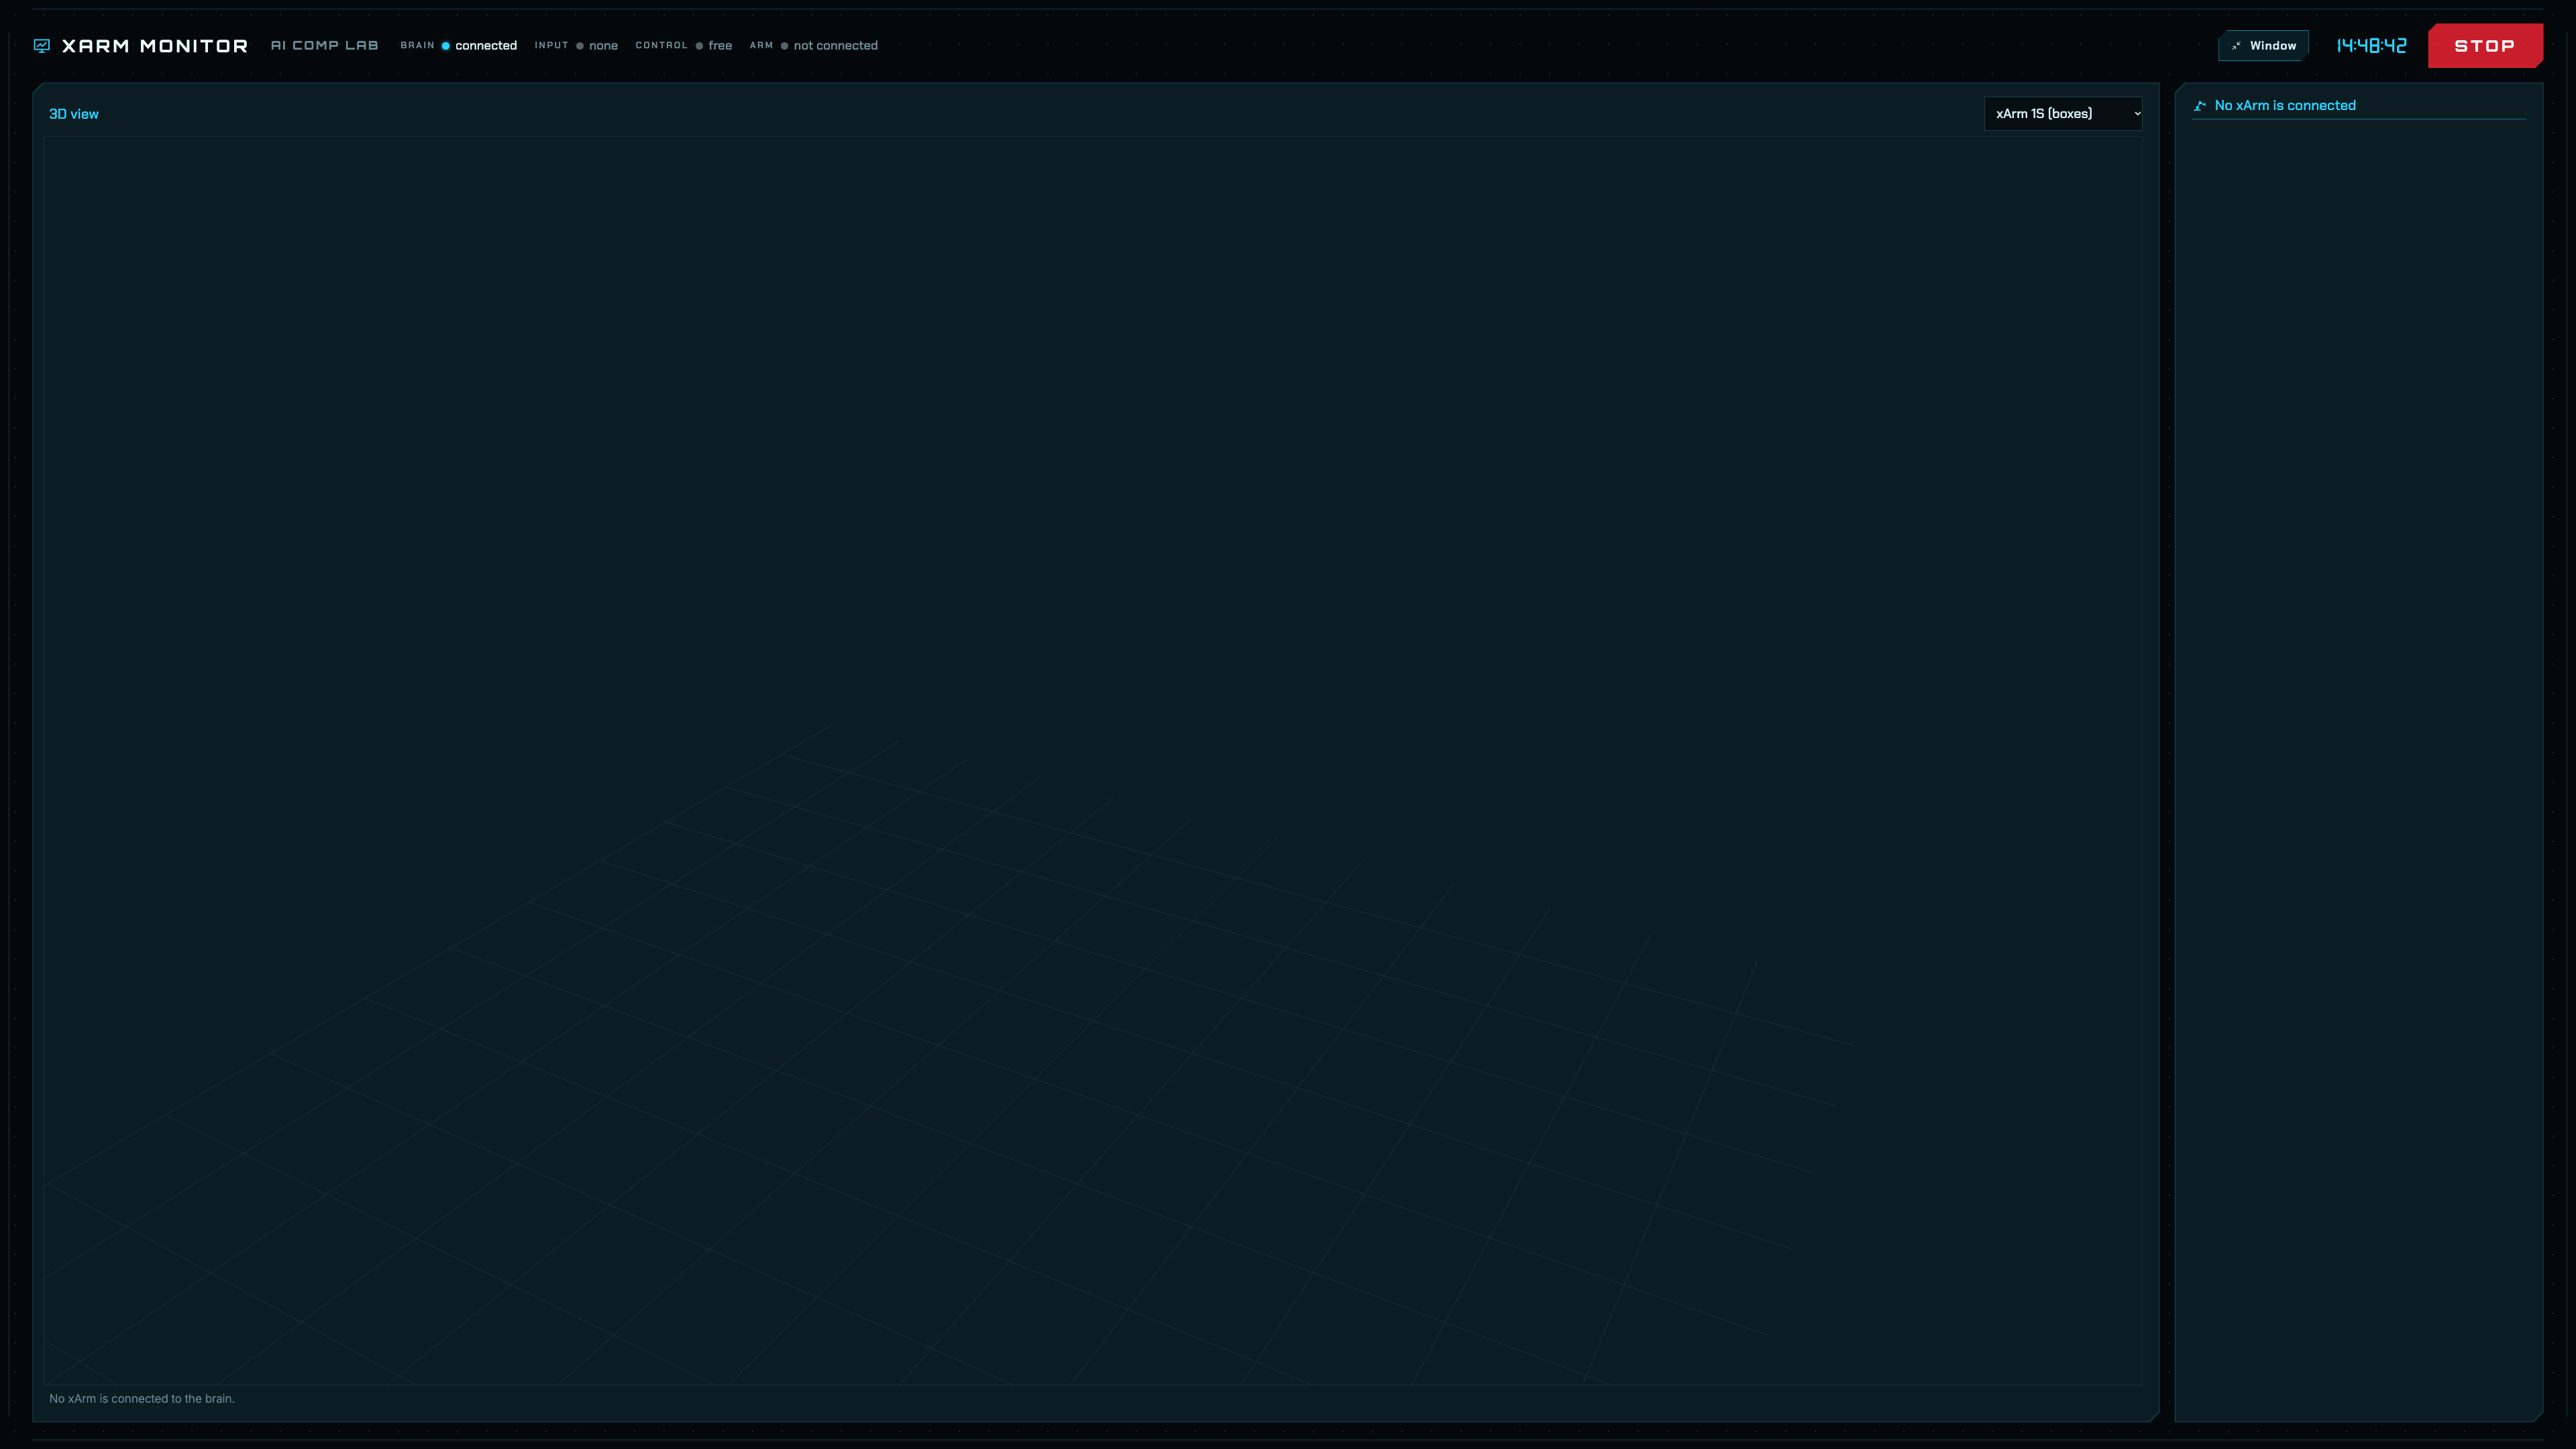 XARM MONITOR AI COMP LAB BRAIN connected INPUT none CONTROL free ARM not connected Window 14:48:42 STOP
3D view xArm 1S (boxes)
No xArm is connected
No xArm is connected to the brain.